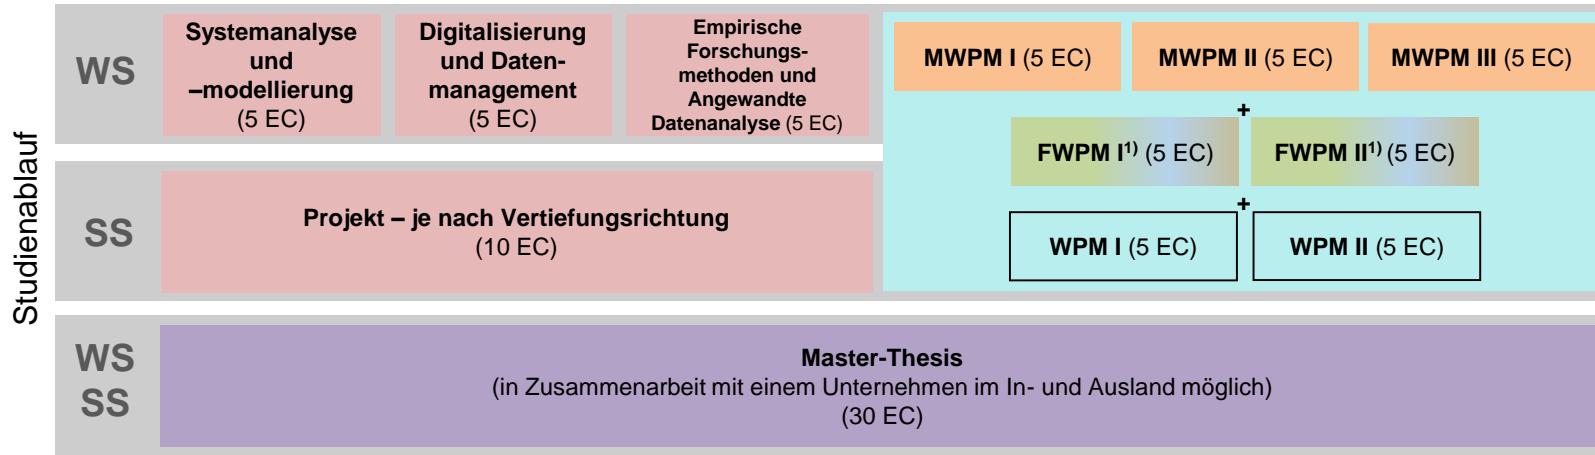 Studienablauf
WS
Systemanalyse
und
–modellierung
(5 EC)
Digitalisierung
und Daten-
management
(5 EC)
Empirische
Forschungs-
methoden und
Angewandte
Datenanalyse (5 EC)
MWPM I (5 EC)
MWPM II (5 EC)
MWPM III (5 EC)
+
FWPM I¹⁾ (5 EC)
FWPM II¹⁾ (5 EC)
+
WPM I (5 EC)
WPM II (5 EC)
SS
Projekt – je nach Vertiefungsrichtung
(10 EC)
WS
SS
Master-Thesis
(in Zusammenarbeit mit einem Unternehmen im In- und Ausland möglich)
(30 EC)